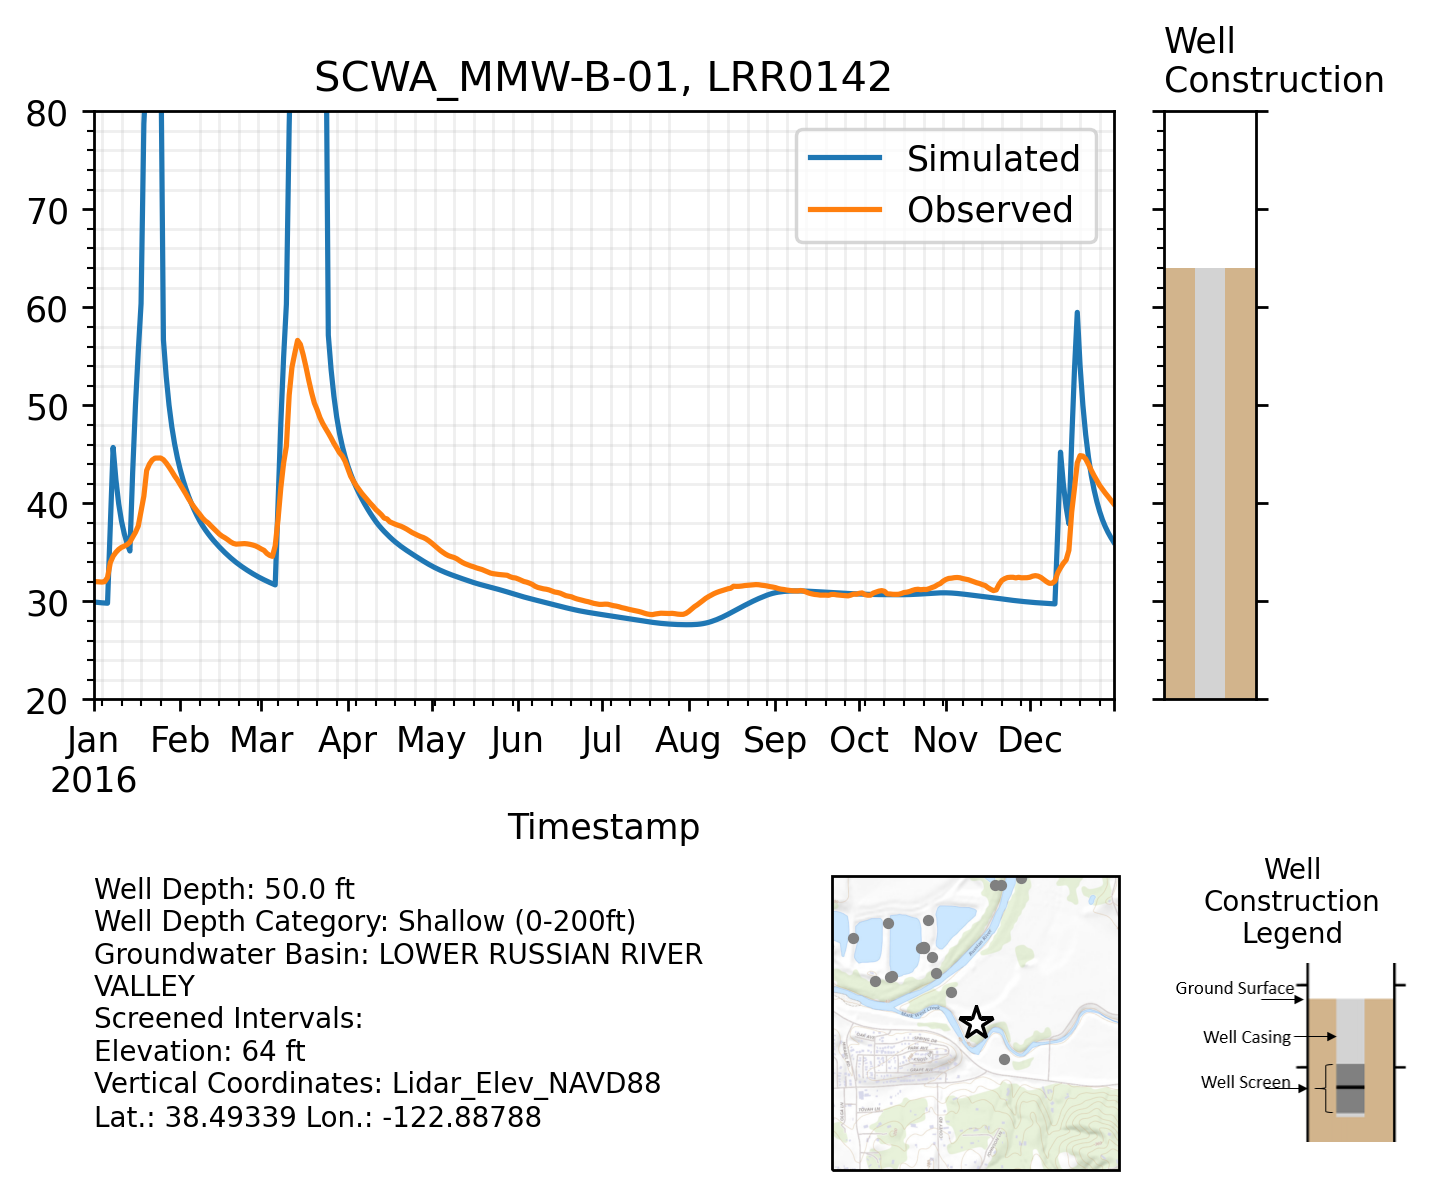 SCWA_MMW-B-01, LRR0142
Well
Construction
80
70
60
50
40
30
20
Simulated
Observed
Jan Feb Mar Apr May Jun Jul Aug Sep Oct Nov Dec
2016
Timestamp
Well Depth: 50.0 ft
Well Depth Category: Shallow (0-200ft)
Groundwater Basin: LOWER RUSSIAN RIVER
VALLEY
Screened Intervals:
Elevation: 64 ft
Vertical Coordinates: Lidar_Elev_NAVD88
Lat.: 38.49339 Lon.: -122.88788
Well
Construction
Legend
Ground Surface
Well Casing
Well Screen